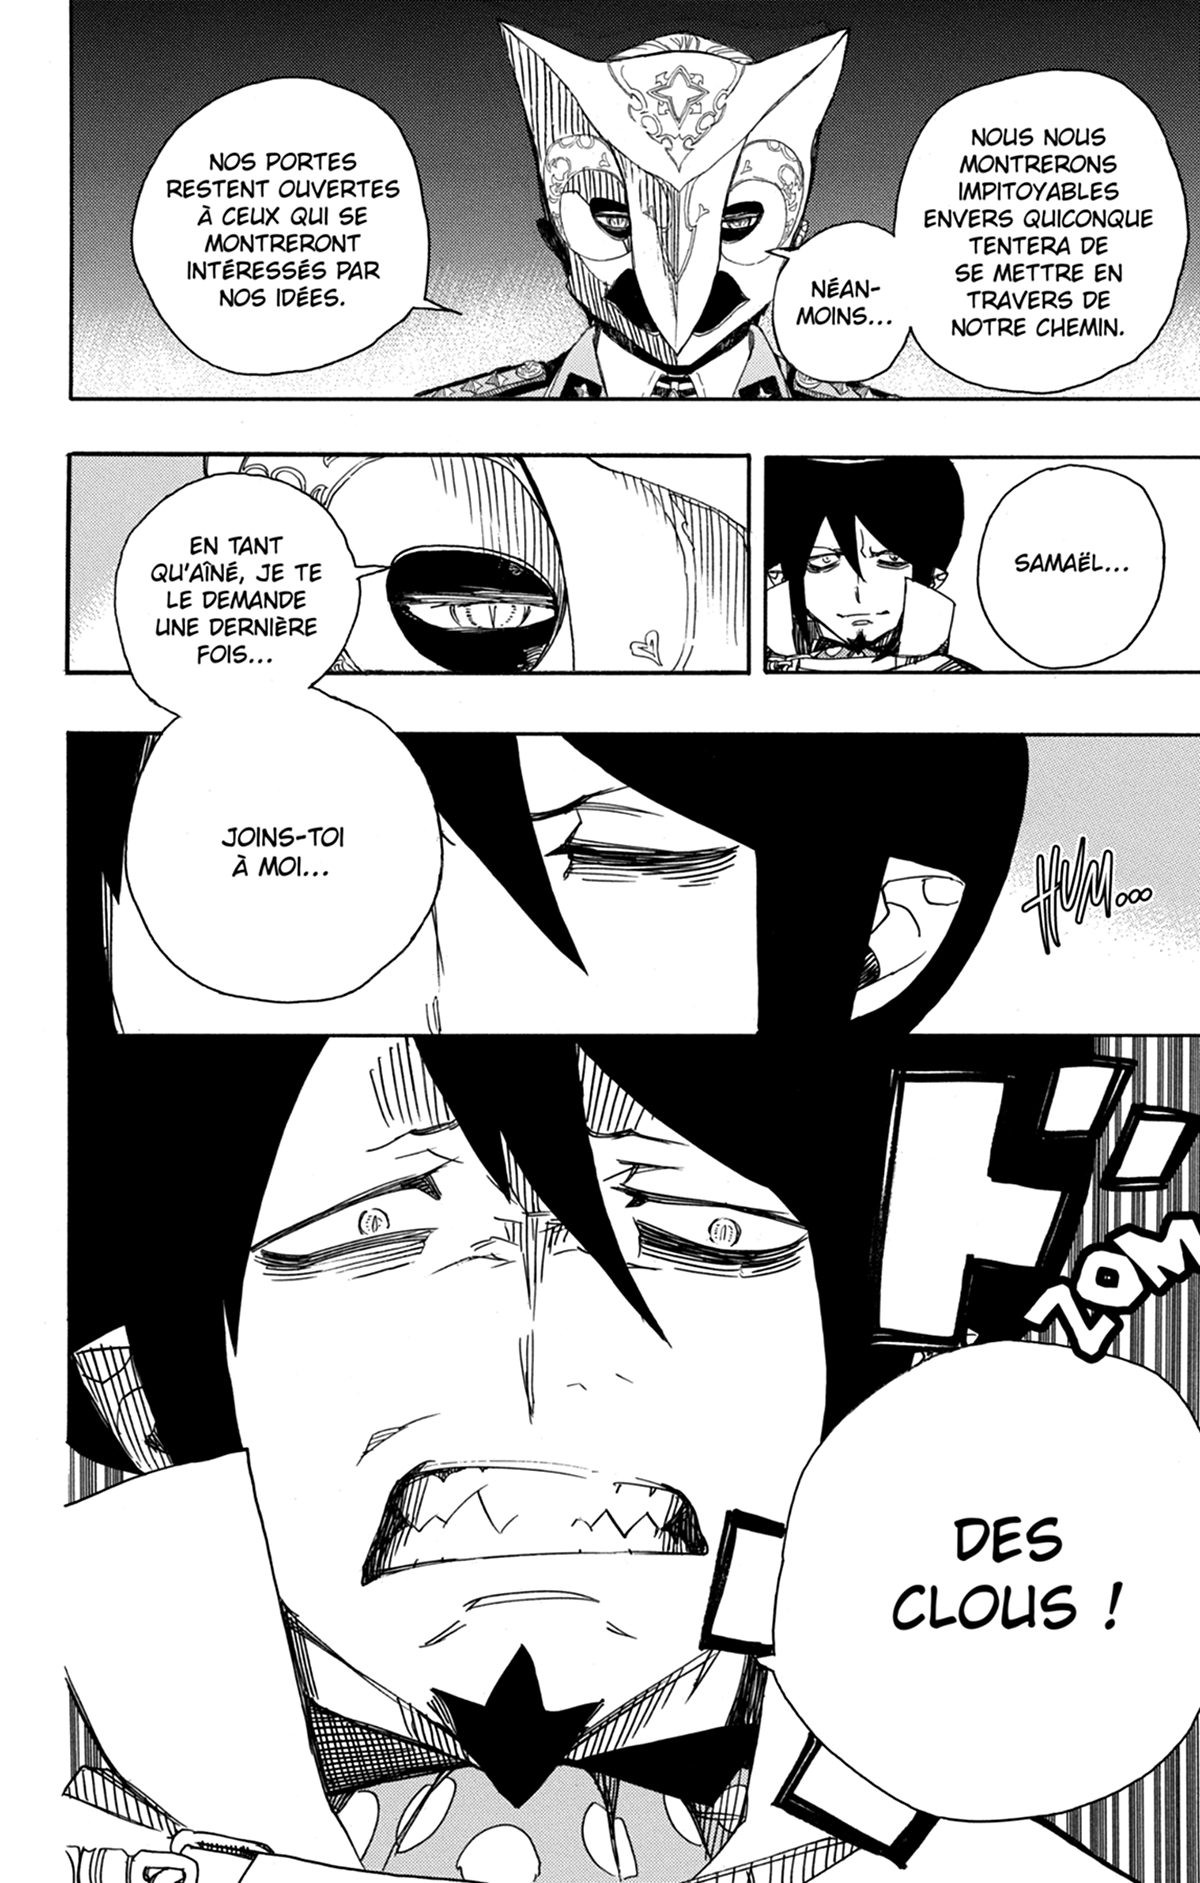 NOUS NOUS
MONTRERONS
IMPITOYABLES
ENVERS QUICONQUE
TENTERA DE
SE METTRE EN
TRAVERS DE
NOTRE CHEMIN.
NÉAN-
MOINS...
NOS PORTES
RESTENT OUVERTES
À CEUX QUI SE
MONTRERONT
INTÉRESSÉS PAR
NOS IDÉES.
SAMAËL...
EN TANT
QU'AÎNÉ, JE TE
LE DEMANDE
UNE DERNIÈRE
FOIS...
JOINS-TOI
À MOI...
HUM...
ZOM
DES
CLOUS !